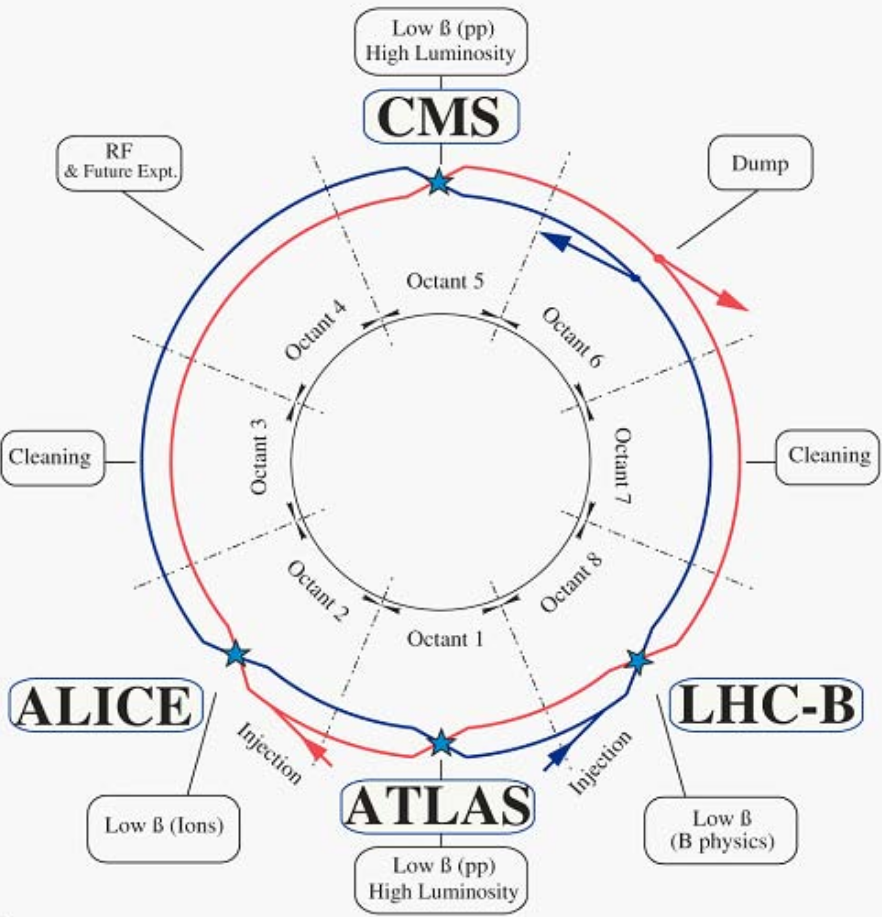 Low ß (pp)
High Luminosity
CMS
RF
& Future Expt.
Dump
Octant 5
Octant 4
Octant 6
Cleaning
Octant 3
Octant 7
Cleaning
Octant 2
Octant 8
Octant 1
ALICE
LHC-B
Injection
Injection
ATLAS
Low ß (Ions)
Low ß
(B physics)
Low ß (pp)
High Luminosity